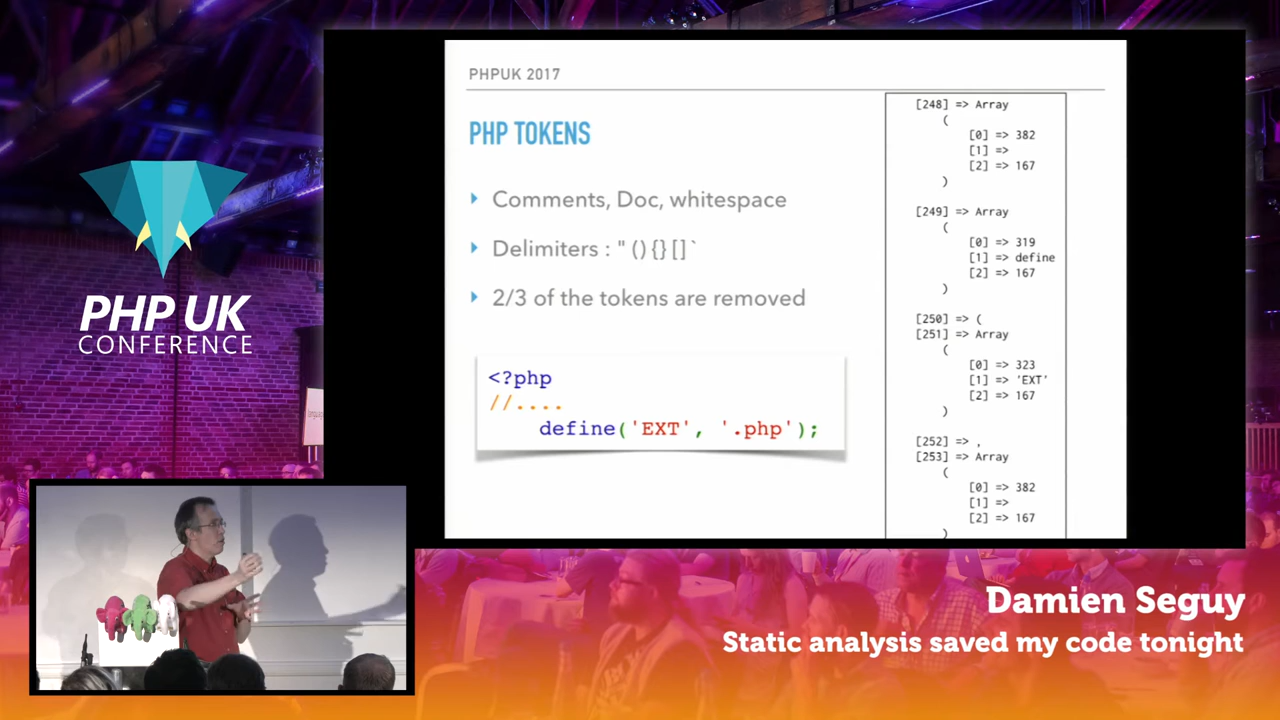 PHP UK
CONFERENCE
PHPUK 2017
PHP TOKENS
Comments, Doc, whitespace
Delimiters : " () {} [] `
2/3 of the tokens are removed
<?php
//....
define('EXT', '.php');
[248] => Array
(
[0] => 382
[1] =>
[2] => 167
)
[249] => Array
(
[0] => 319
[1] => define
[2] => 167
)
[250] => (
[251] => Array
(
[0] => 323
[1] => 'EXT'
[2] => 167
)
[252] => ,
[253] => Array
(
[0] => 382
[1] =>
[2] => 167
)
Damien Seguy
Static analysis saved my code tonight